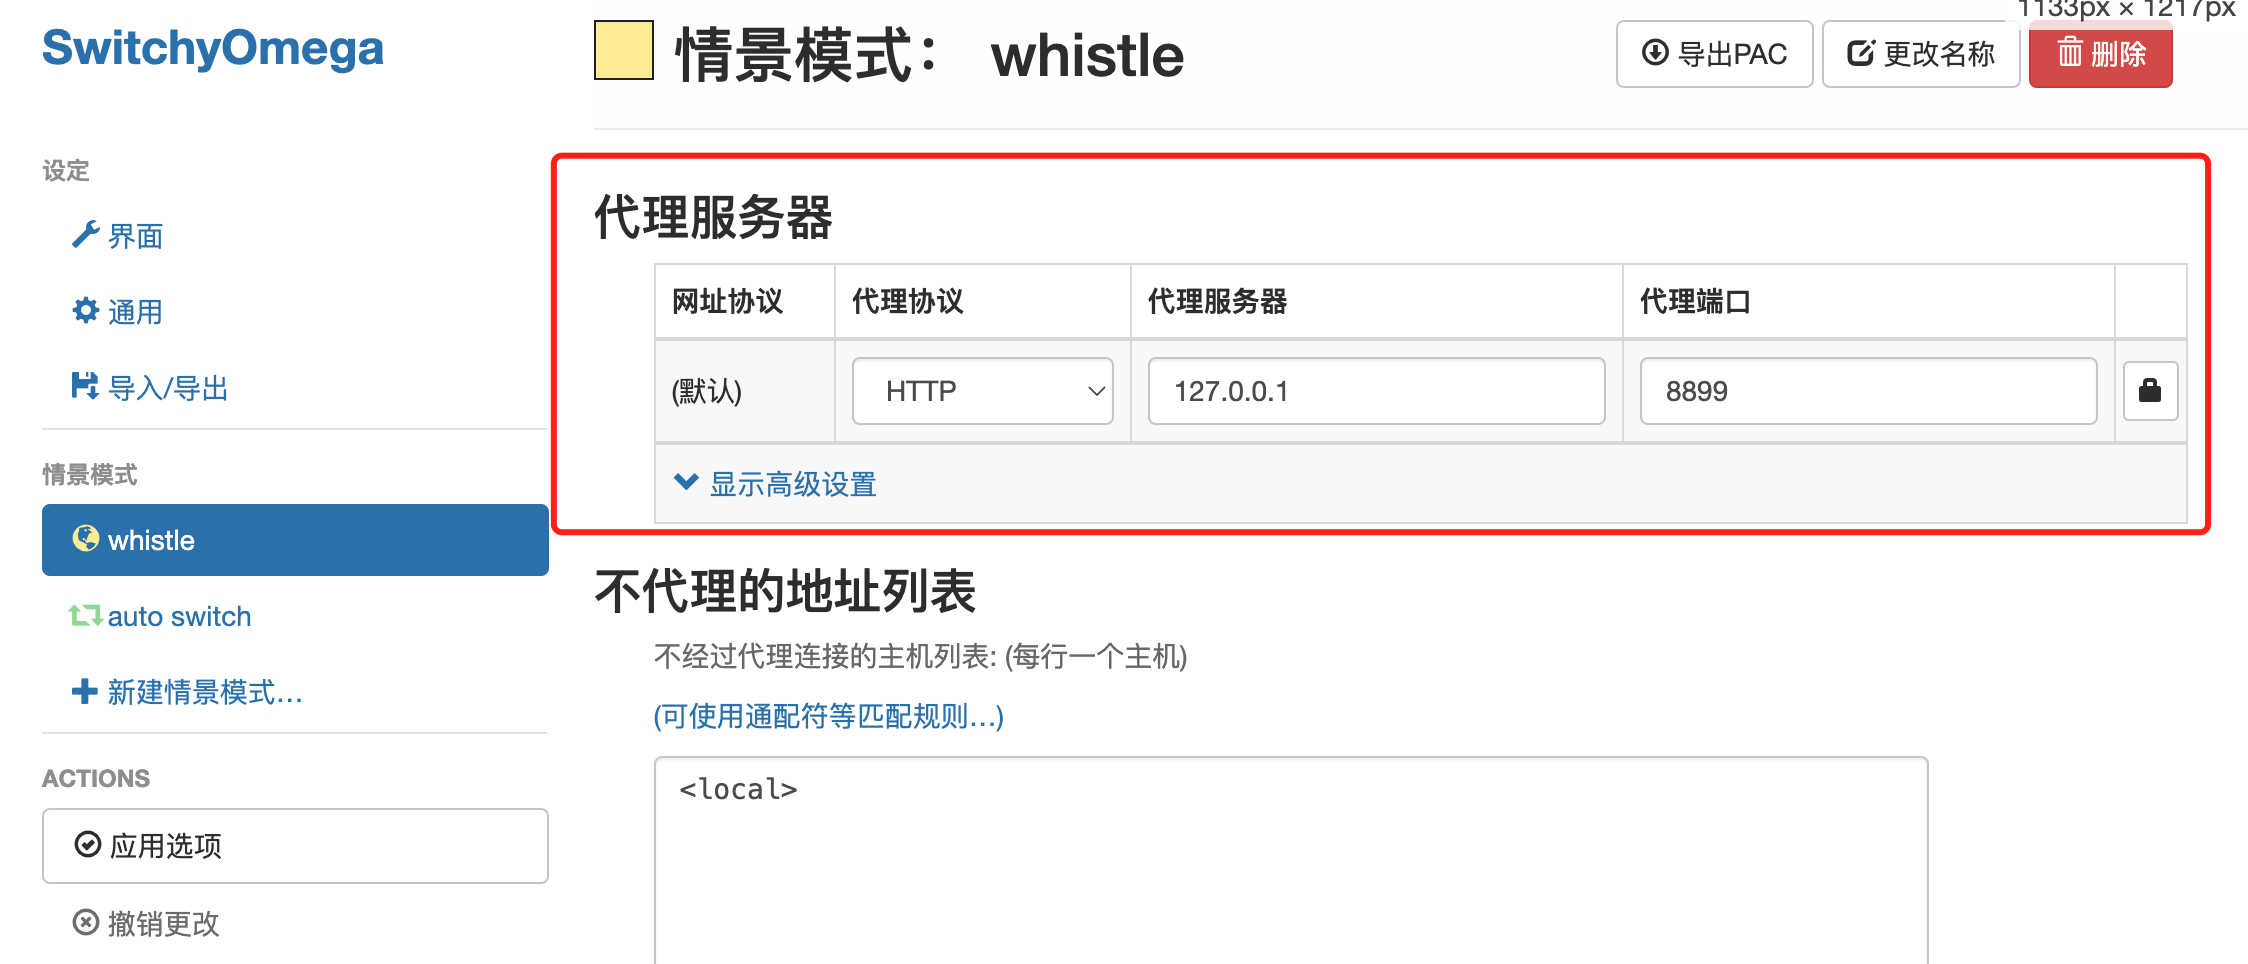 1133px × 1217px
SwitchyOmega
情景模式： whistle
导出PAC
更改名称
删除
设定
界面
通用
导入/导出
情景模式
whistle
auto switch
新建情景模式...
ACTIONS
应用选项
撤销更改
代理服务器
网址协议 代理协议 代理服务器 代理端口
(默认) HTTP 127.0.0.1 8899
显示高级设置
不代理的地址列表
不经过代理连接的主机列表: (每行一个主机)
(可使用通配符等匹配规则...)
<local>